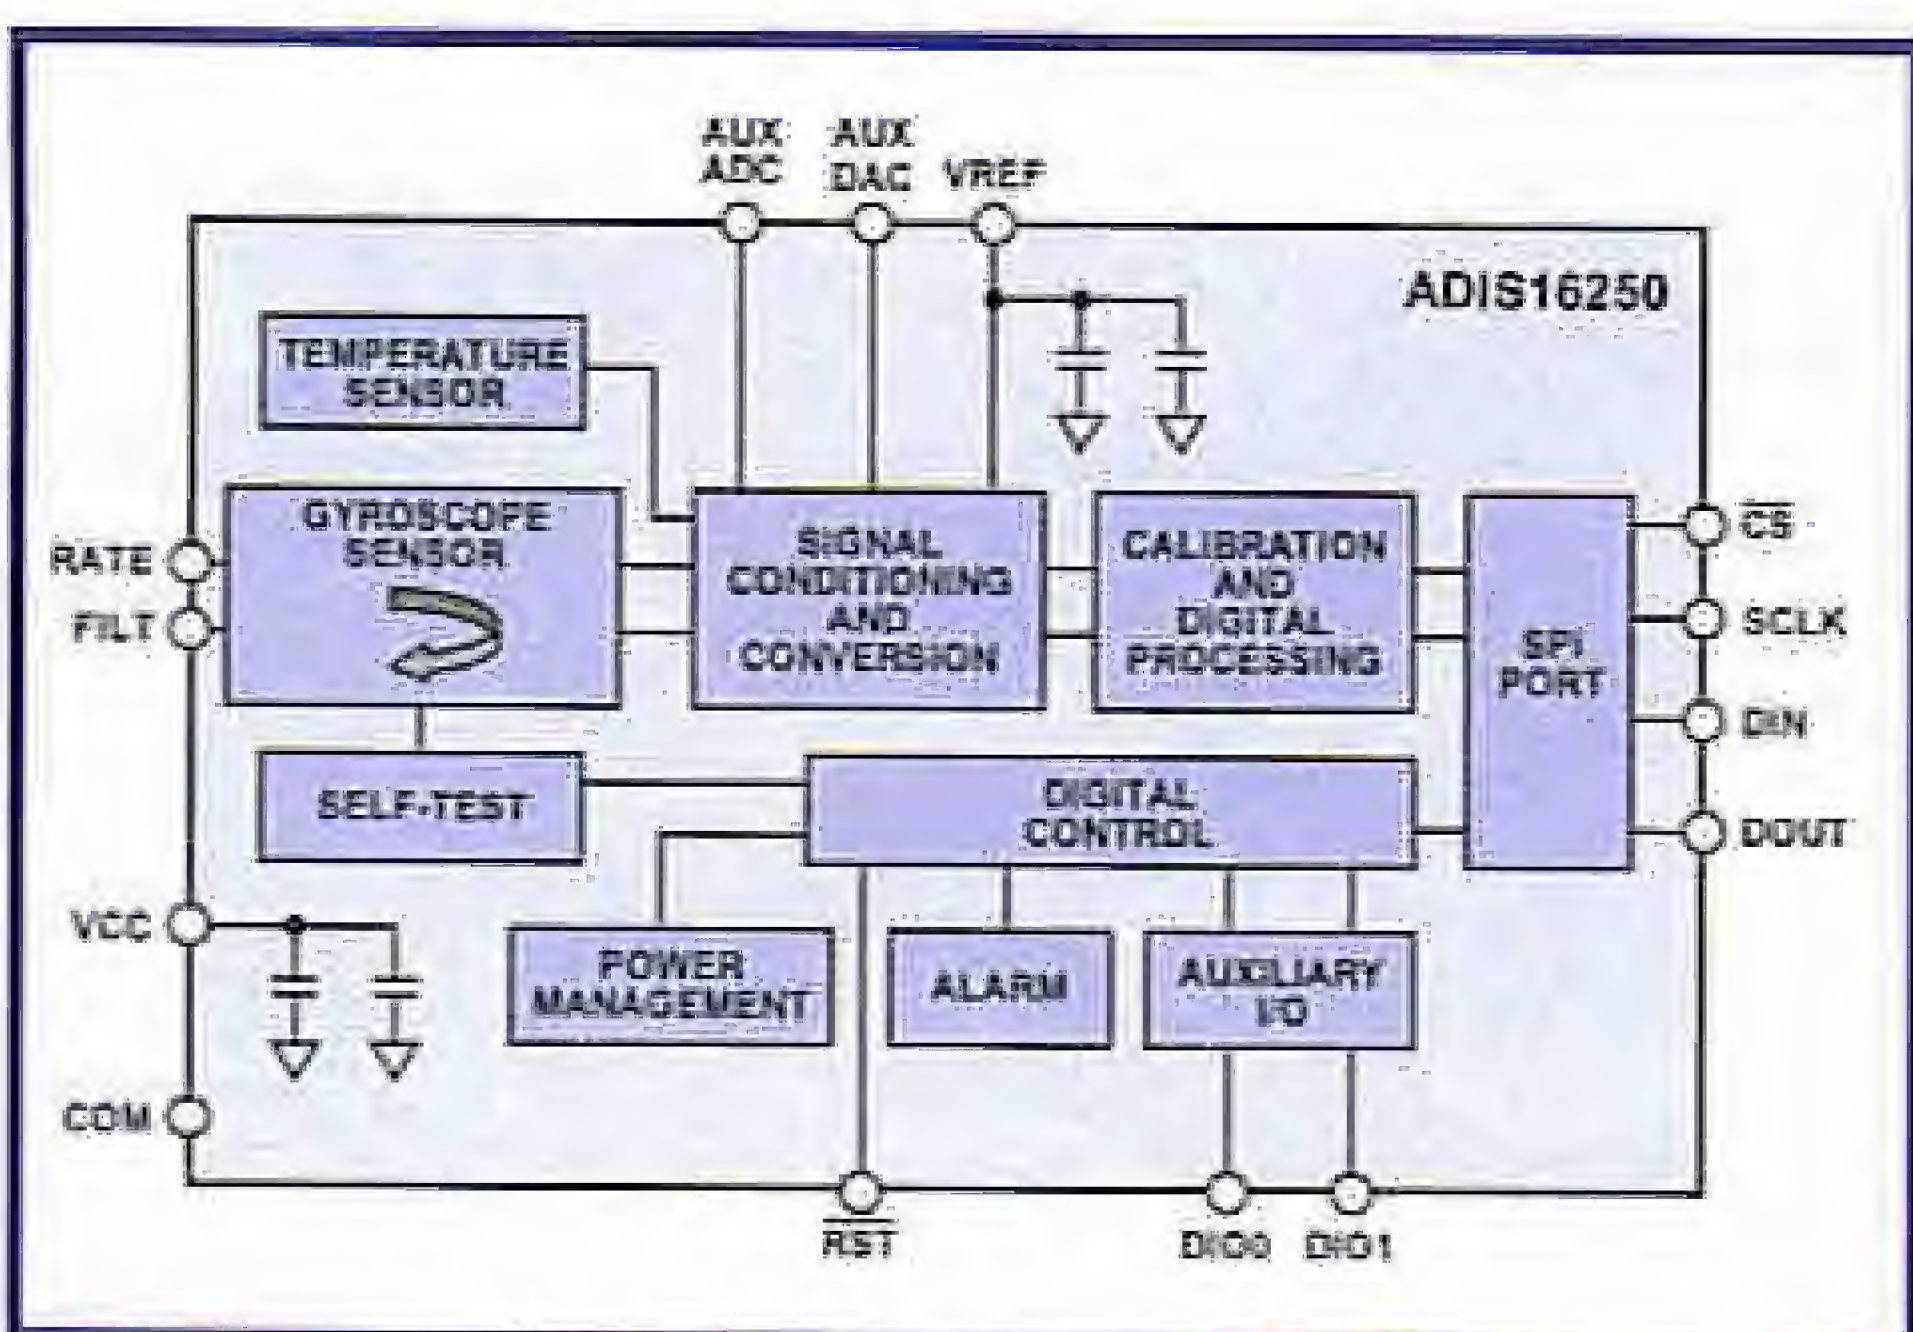 AUX
ADC
AUX
DAC
VREF
ADIS16250
TEMPERATURE
SENSOR
GYROSCOPE
SENSOR
RATE
FILT
SIGNAL
CONDITIONING
AND
CONVERSION
CALIBRATION
AND
DIGITAL
PROCESSING
SPI
PORT
CS
SCLK
DIN
DOUT
SELF-TEST
DIGITAL
CONTROL
VCC
POWER
MANAGEMENT
ALARM
AUXILIARY
I/O
COM
RST
DIO0
DIO1